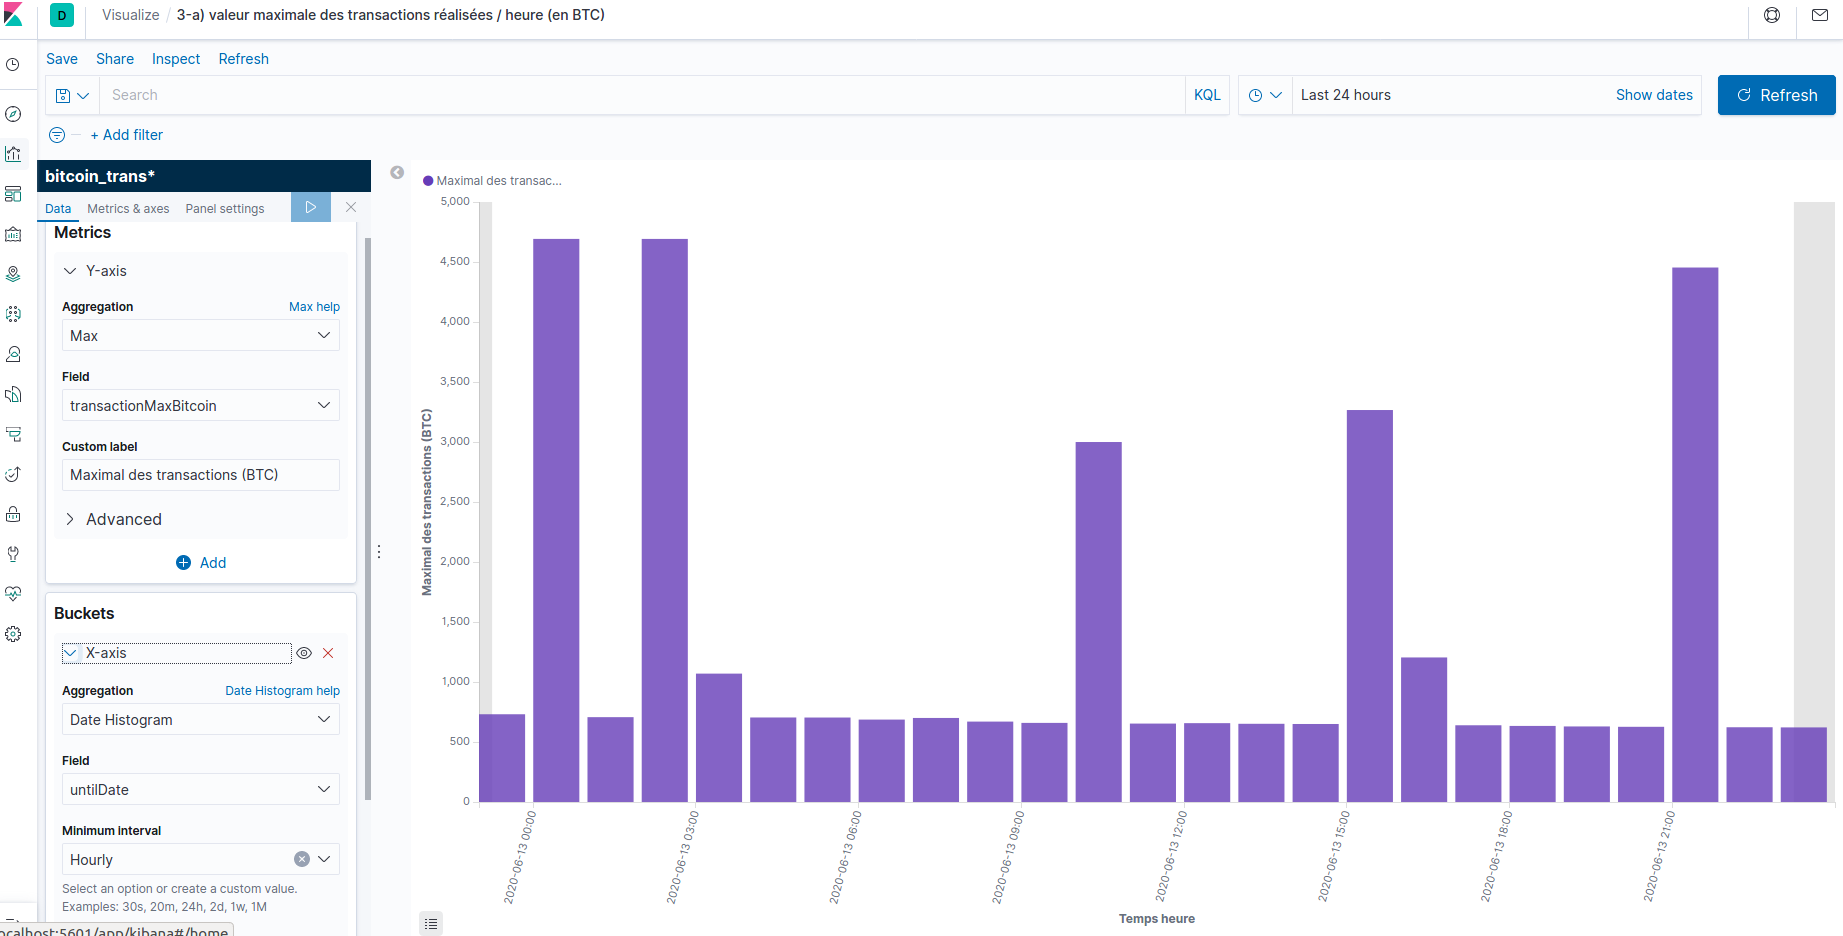 D
Visualize / 3-a) valeur maximale des transactions réalisées / heure (en BTC)
Save Share Inspect Refresh
Search KQL
Last 24 hours Show dates
Refresh
+ Add filter
bitcoin_trans*
Data Metrics & axes Panel settings
Metrics
Y-axis
Aggregation Max help
Max
Field
transactionMaxBitcoin
Custom label
Maximal des transactions (BTC)
Advanced
Add
Buckets
X-axis
Aggregation Date Histogram help
Date Histogram
Field
untilDate
Minimum interval
Hourly
Select an option or create a custom value.
Examples: 30s, 20m, 24h, 2d, 1w, 1M
ocalhost:5601/app/kibana#/home
Maximal des transac...
5,000
4,500
4,000
3,500
3,000
2,500
2,000
1,500
1,000
500
0
Maximal des transactions (BTC)
2020-06-13 00:00
2020-06-13 03:00
2020-06-13 06:00
2020-06-13 09:00
2020-06-13 12:00
2020-06-13 15:00
2020-06-13 18:00
2020-06-13 21:00
Temps heure